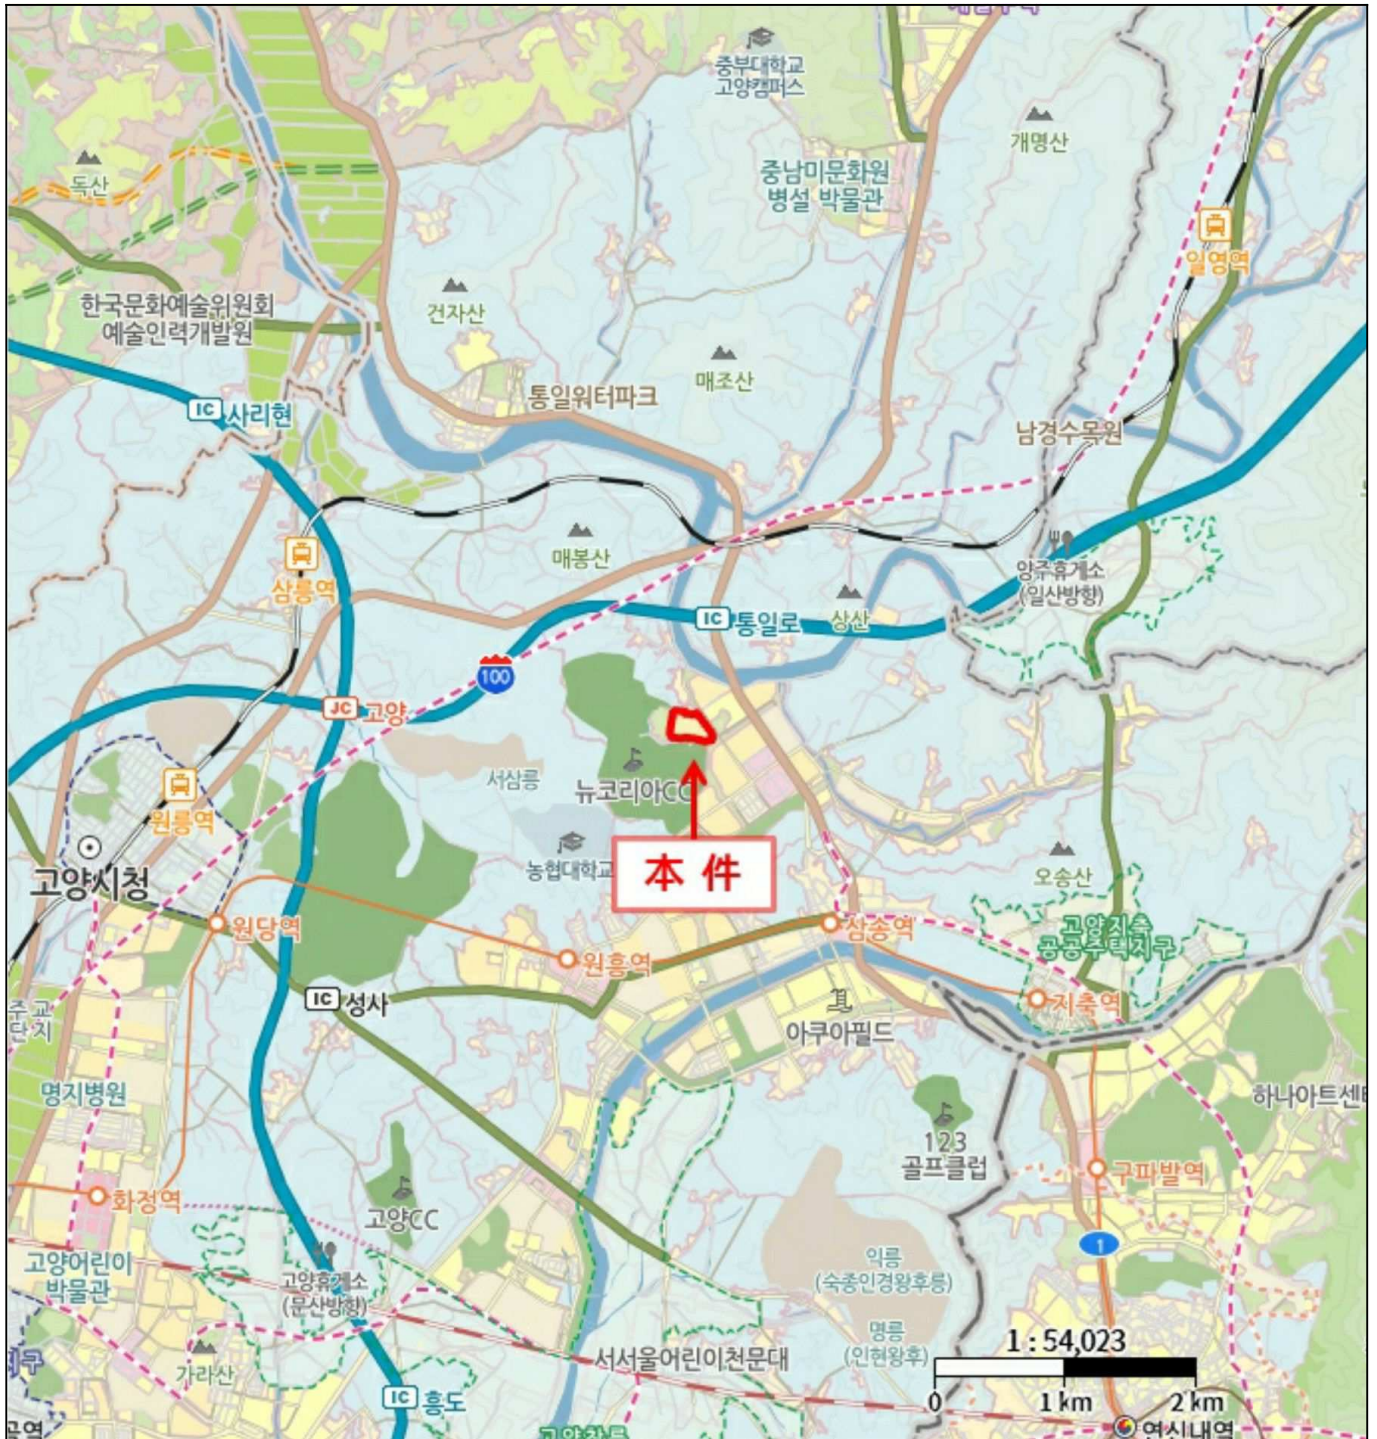 중부대학교
고양캠퍼스
개명산
독산
중남미문화원
병설 박물관
일영역
한국문화예술위원회
예술인력개발원
건자산
매조산
통일워터파크
IC 사리현
남경수목원
매봉산
삼릉역
양주휴게소
(일산방향)
IC 통일로
상산
100
JC 고양
서삼릉
뉴코리아CC
원릉역
농협대학교
本 件
고양시청
오송산
원당역
삼송역
고양지축
공공주택지구
원흥역
IC 성사
지축역
주교
단지
아쿠아필드
명지병원
하나아트센
123
골프클럽
구파발역
화정역
고양CC
1
고양어린이
박물관
고양휴게소
(문산방향)
익릉
(숙종인경왕후릉)
명릉
(인현왕후)
1 : 54,023
가라산
서서울어린이천문대
0 1 km 2 km
IC 흥도
연신내역